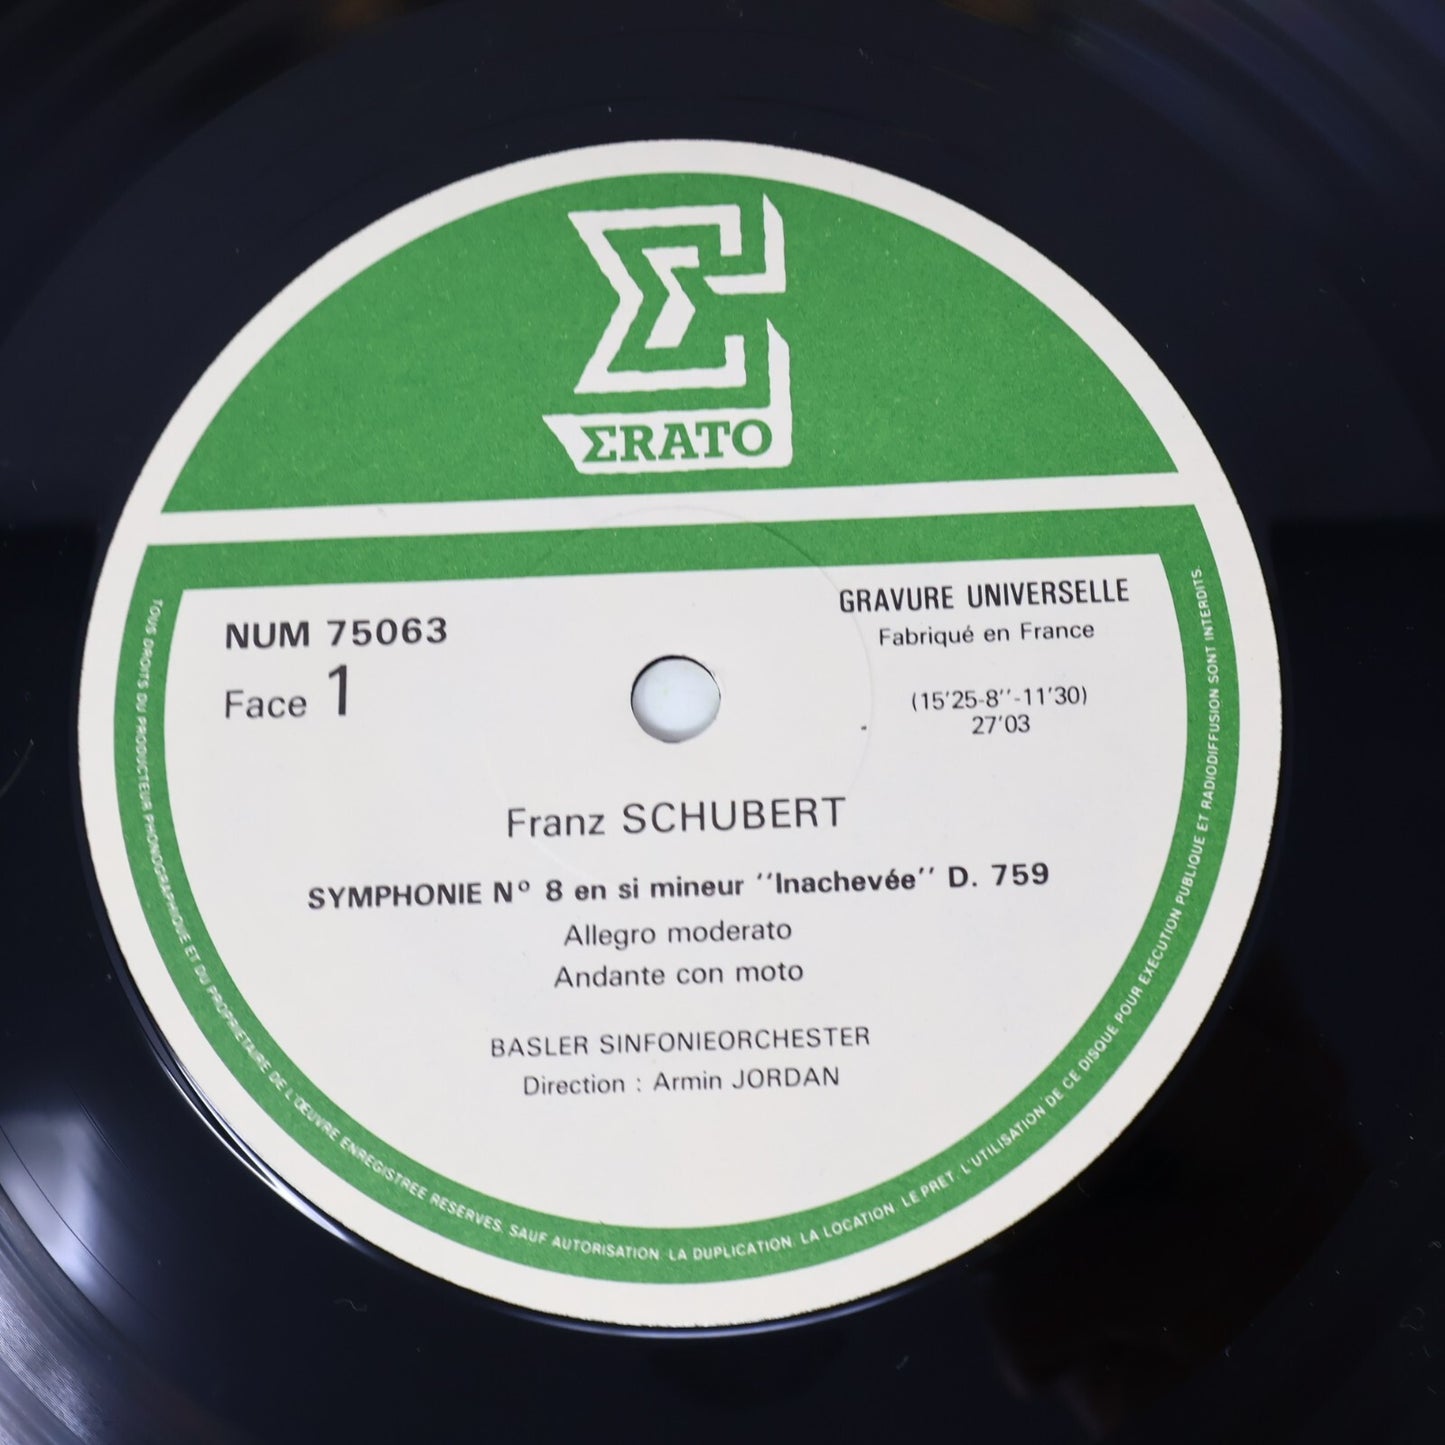 ΣRATO
NUM 75063
Face 1
GRAVURE UNIVERSELLE
Fabriqué en France
(15'25-8''-11'30)
27'03
Franz SCHUBERT
SYMPHONIE Nº 8 en si mineur ''Inachevée'' D. 759
Allegro moderato
Andante con moto
BASLER SINFONIEORCHESTER
Direction : Armin JORDAN
TOUS DROITS DU PRODUCTEUR PHONOGRAPHIQUE ET DU PROPRIETAIRE DE L'ŒUVRE ENREGISTREE RESERVES. SAUF AUTORISATION. LA DUPLICATION. LA LOCATION. LE PRET. L'UTILISATION DE CE DISQUE POUR EXECUTION PUBLIQUE ET RADIODIFFUSION SONT INTERDITS.